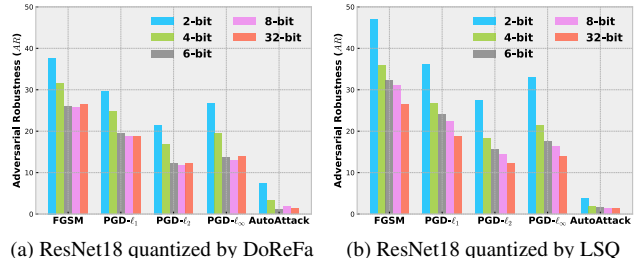 50
40
30
20
10
0
Adversarial Robustness (AR)
2-bit
4-bit
6-bit
8-bit
32-bit
FGSM PGD-ℓ1 PGD-ℓ2 PGD-ℓ∞ AutoAttack
(a) ResNet18 quantized by DoReFa
50
40
30
20
10
0
Adversarial Robustness (AR)
2-bit
4-bit
6-bit
8-bit
32-bit
FGSM PGD-ℓ1 PGD-ℓ2 PGD-ℓ∞ AutoAttack
(b) ResNet18 quantized by LSQ